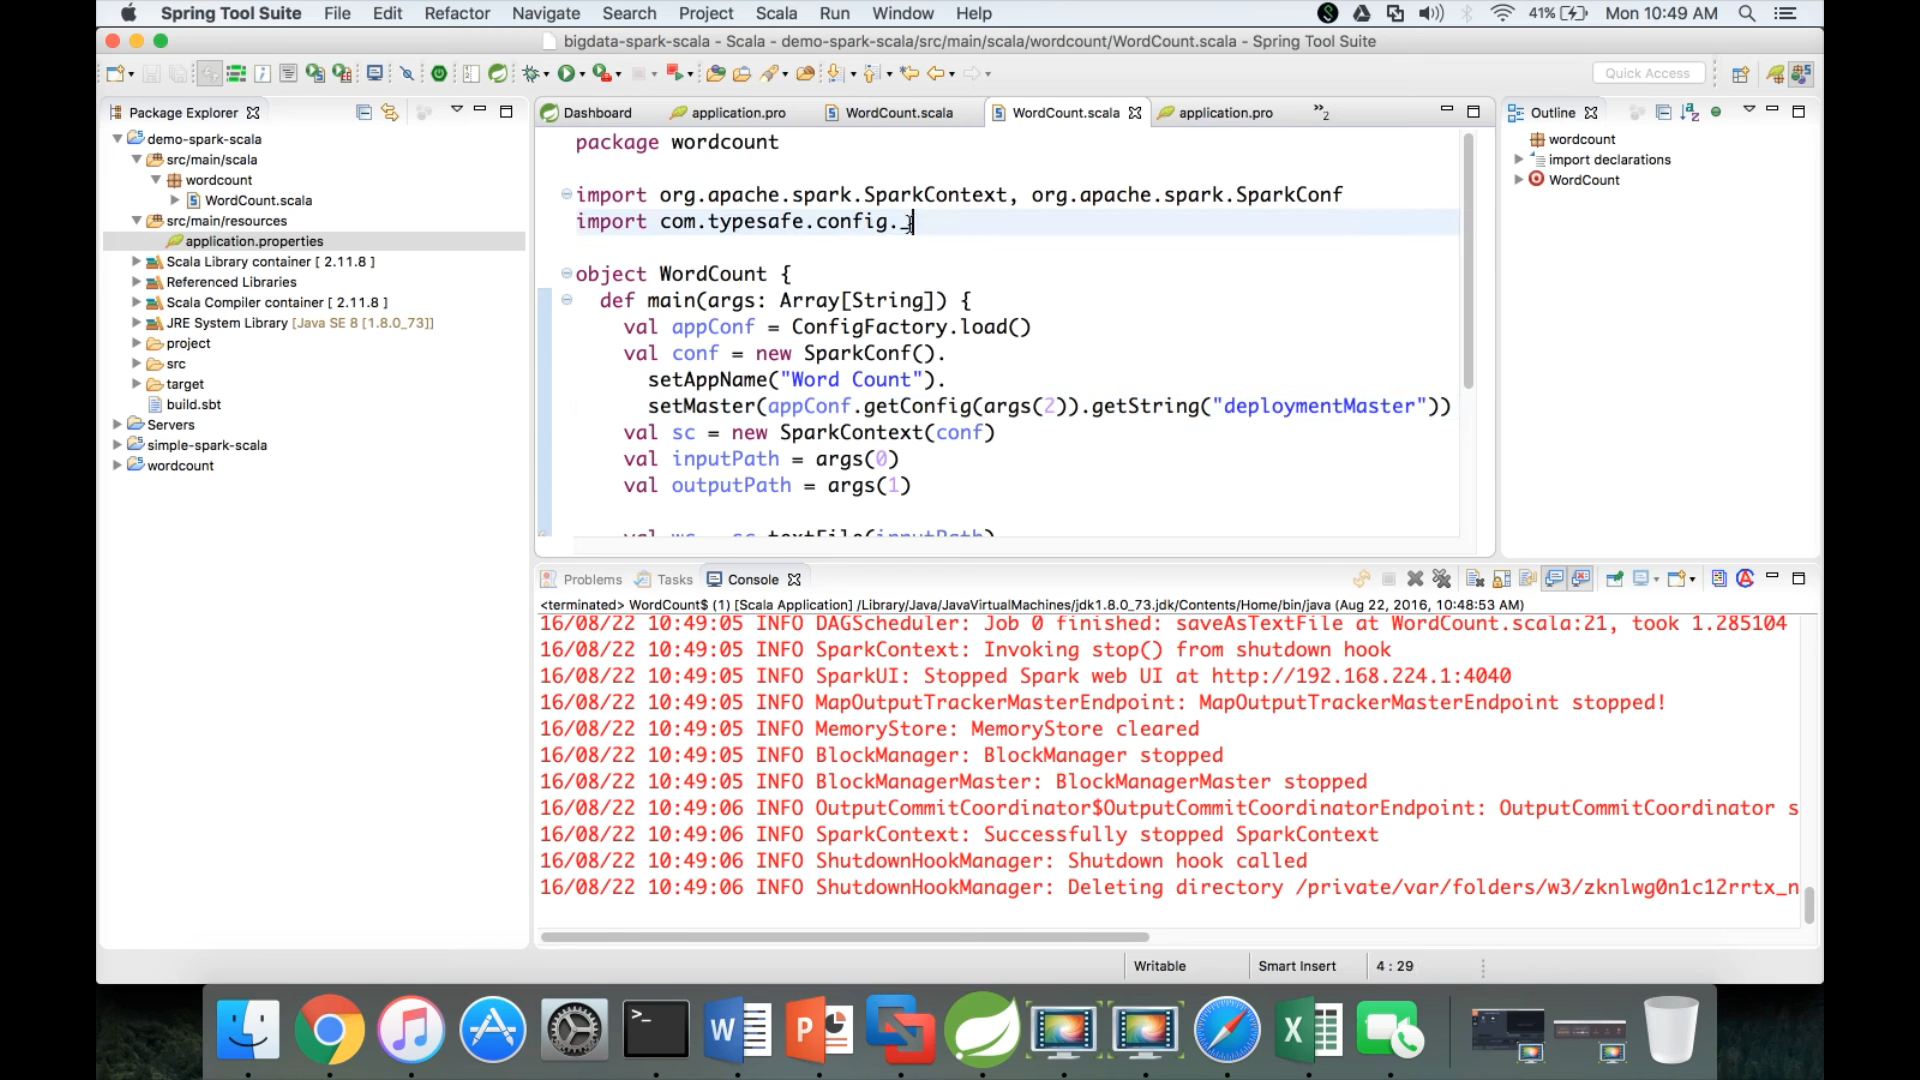 Spring Tool Suite File Edit Refactor Navigate Search Project Scala Run Window Help 41% Mon 10:49 AM
bigdata-spark-scala - Scala - demo-spark-scala/src/main/scala/wordcount/WordCount.scala - Spring Tool Suite
Quick Access
Package Explorer
demo-spark-scala
src/main/scala
wordcount
WordCount.scala
src/main/resources
application.properties
Scala Library container [ 2.11.8 ]
Referenced Libraries
Scala Compiler container [ 2.11.8 ]
JRE System Library [Java SE 8 [1.8.0_73]]
project
src
target
build.sbt
Servers
simple-spark-scala
wordcount
Dashboard application.pro WordCount.scala WordCount.scala application.pro »2
package wordcount
import org.apache.spark.SparkContext, org.apache.spark.SparkConf
import com.typesafe.config._
object WordCount {
def main(args: Array[String]) {
val appConf = ConfigFactory.load()
val conf = new SparkConf().
setAppName("Word Count").
setMaster(appConf.getConfig(args(2)).getString("deploymentMaster"))
val sc = new SparkContext(conf)
val inputPath = args(0)
val outputPath = args(1)
Outline
wordcount
import declarations
WordCount
Problems Tasks Console
<terminated> WordCount$ (1) [Scala Application] /Library/Java/JavaVirtualMachines/jdk1.8.0_73.jdk/Contents/Home/bin/java (Aug 22, 2016, 10:48:53 AM)
16/08/22 10:49:05 INFO DAGScheduler: Job 0 finished: saveAsTextFile at WordCount.scala:21, took 1.285104
16/08/22 10:49:05 INFO SparkContext: Invoking stop() from shutdown hook
16/08/22 10:49:05 INFO SparkUI: Stopped Spark web UI at http://192.168.224.1:4040
16/08/22 10:49:05 INFO MapOutputTrackerMasterEndpoint: MapOutputTrackerMasterEndpoint stopped!
16/08/22 10:49:05 INFO MemoryStore: MemoryStore cleared
16/08/22 10:49:05 INFO BlockManager: BlockManager stopped
16/08/22 10:49:05 INFO BlockManagerMaster: BlockManagerMaster stopped
16/08/22 10:49:06 INFO OutputCommitCoordinator$OutputCommitCoordinatorEndpoint: OutputCommitCoordinator s
16/08/22 10:49:06 INFO SparkContext: Successfully stopped SparkContext
16/08/22 10:49:06 INFO ShutdownHookManager: Shutdown hook called
16/08/22 10:49:06 INFO ShutdownHookManager: Deleting directory /private/var/folders/w3/zknlwg0n1c12rrtx_n
Writable Smart Insert 4 : 29